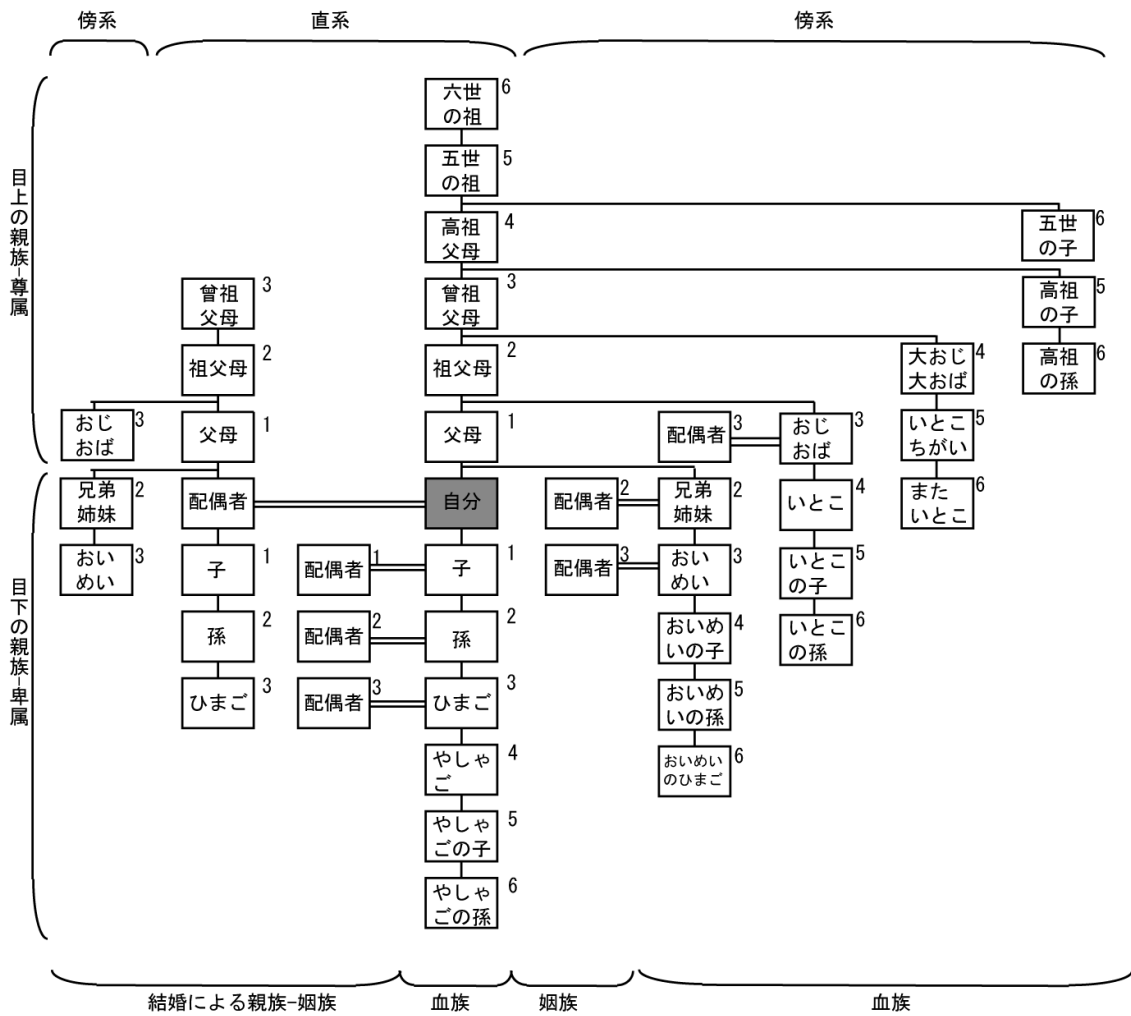 傍系
直系
傍系
目上の親族-尊属
目下の親族-卑属
六世
の祖
6
五世
の祖
5
高祖
父母
4
五世
の子
6
曾祖
父母
3
曾祖
父母
3
高祖
の子
5
祖父母
2
祖父母
2
大おじ
大おば
4
高祖
の孫
6
おじ
おば
3
父母
1
父母
1
配偶者
3
おじ
おば
3
いとこ
ちがい
5
兄弟
姉妹
2
配偶者
自分
配偶者
2
兄弟
姉妹
2
いとこ
4
また
いとこ
6
おい
めい
3
子
1
配偶者
1
子
1
配偶者
3
おい
めい
3
いとこ
の子
5
孫
2
配偶者
2
孫
2
おいめ
いの子
4
いとこ
の孫
6
ひまご
3
配偶者
3
ひまご
3
おいめ
いの孫
5
やしゃ
ご
4
おいめい
のひまご
6
やしゃ
ごの子
5
やしゃ
ごの孫
6
結婚による親族-姻族
血族
姻族
血族